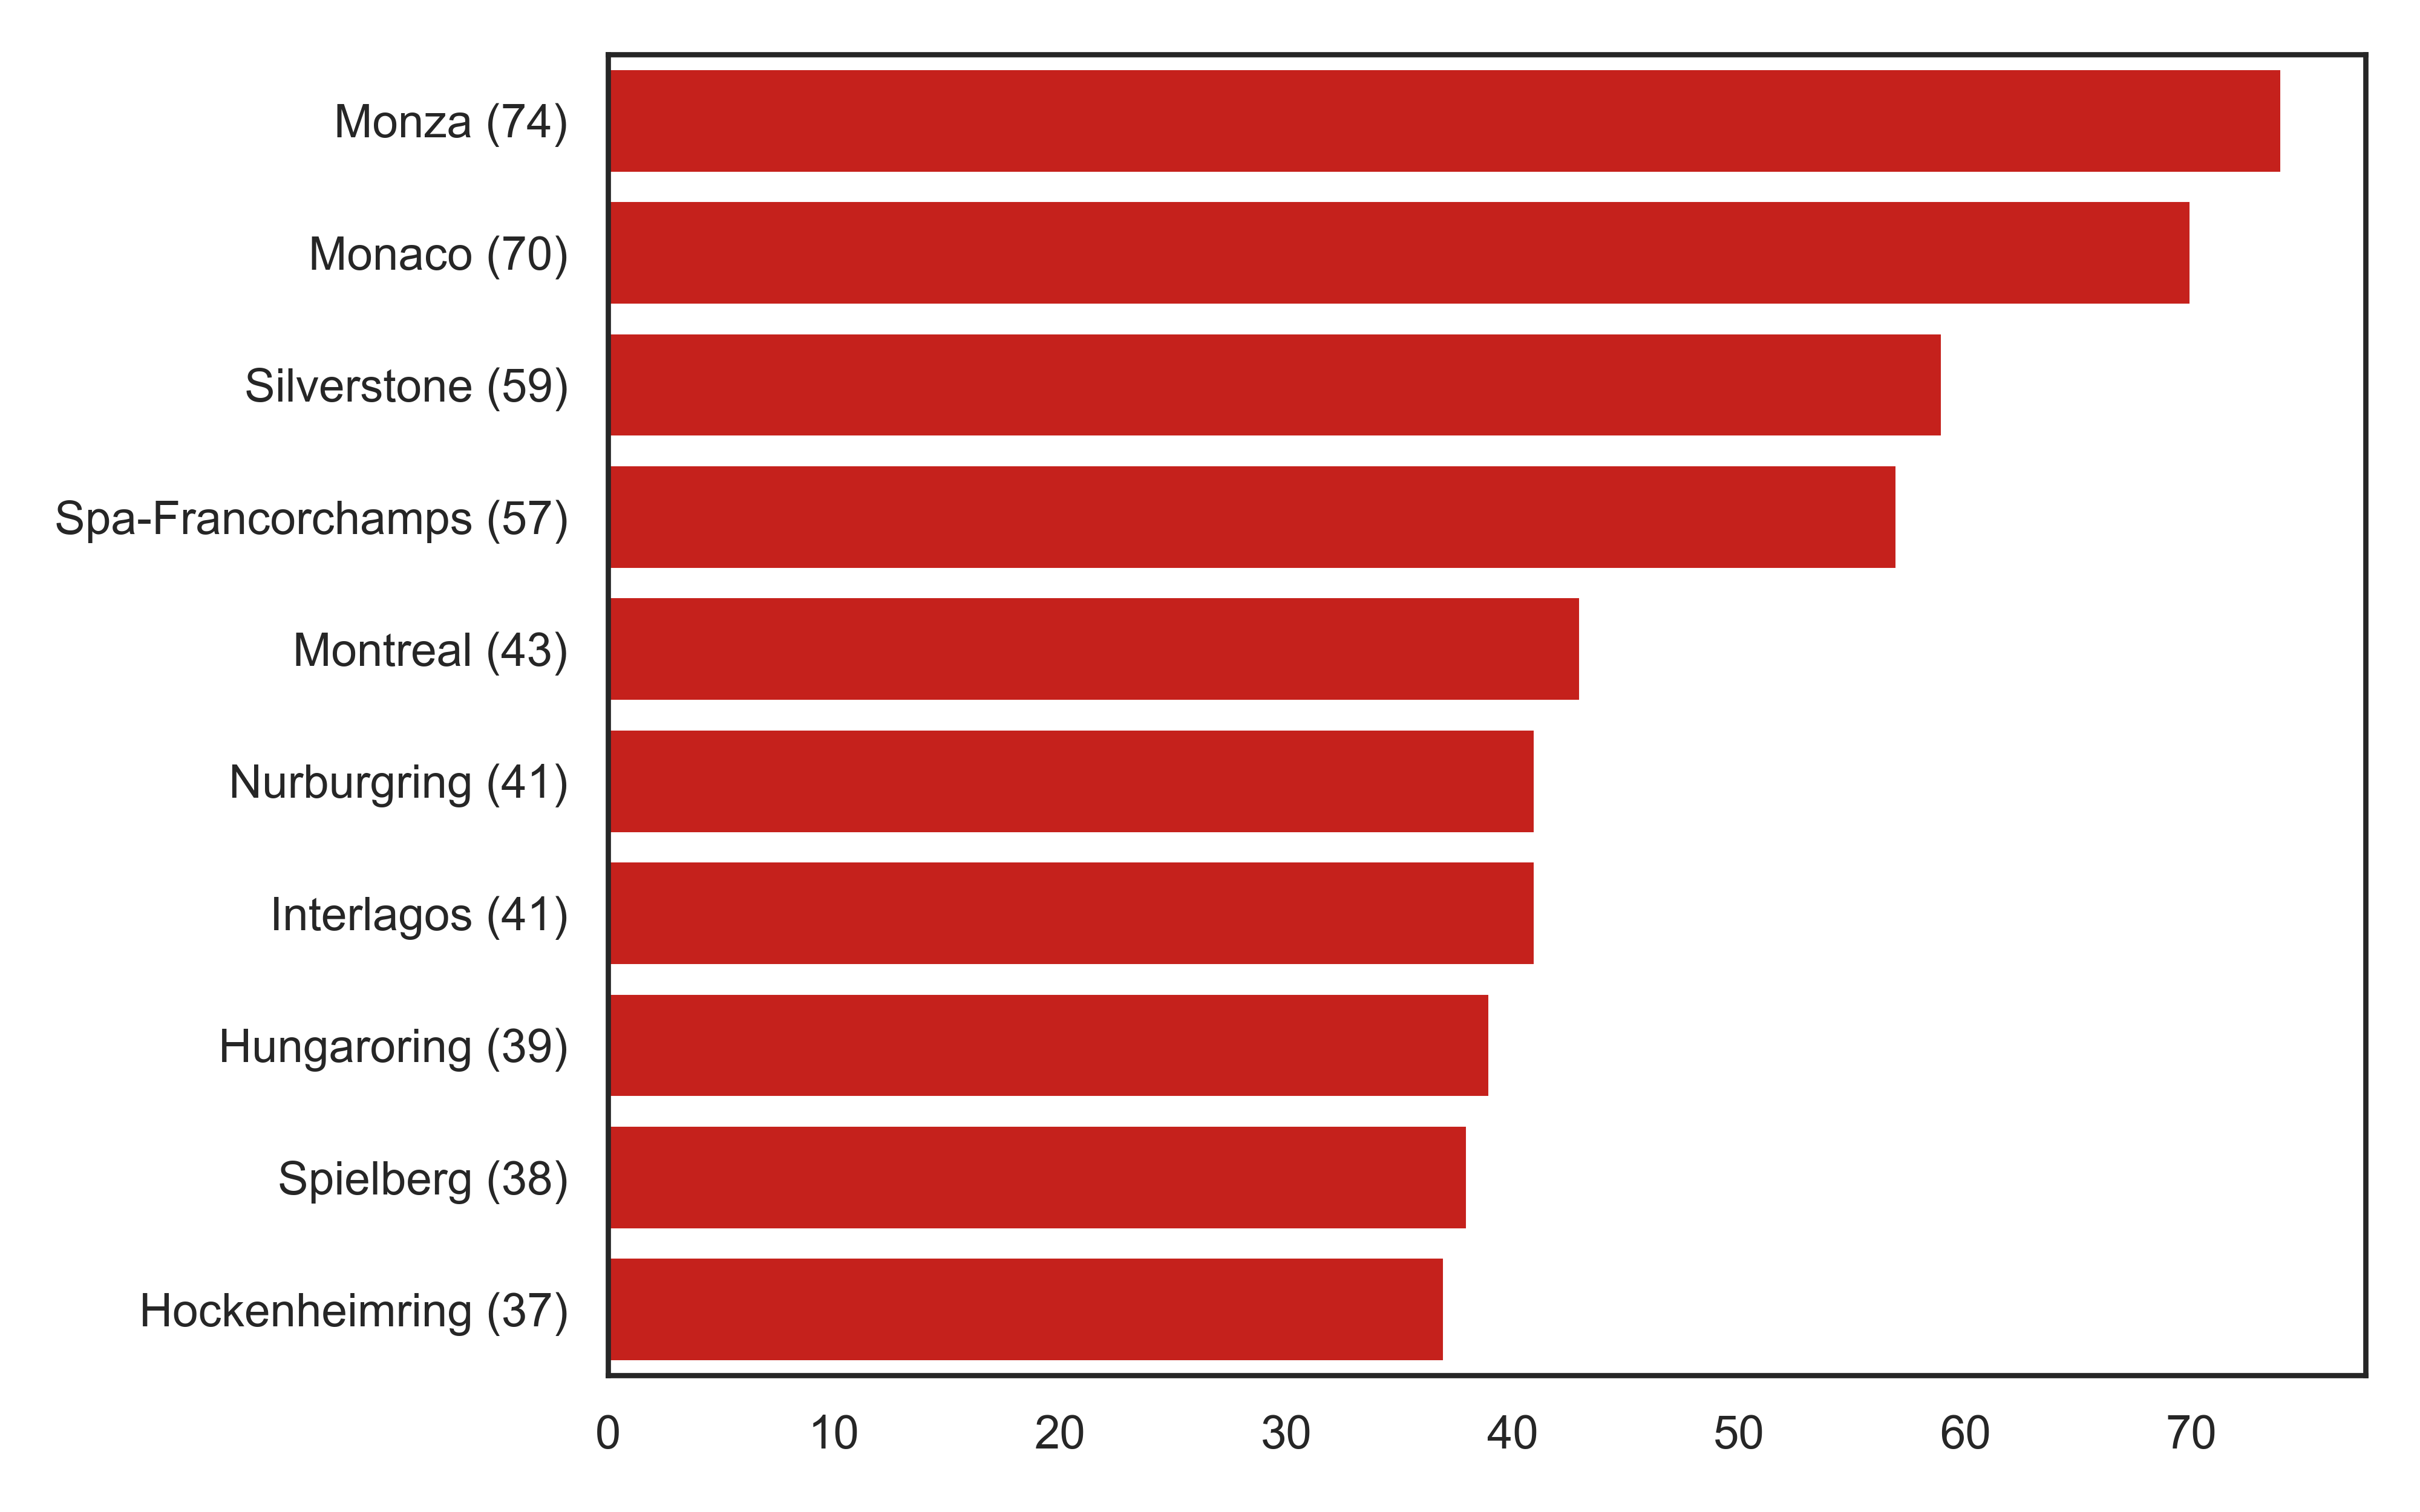 Monza (74)
Monaco (70)
Silverstone (59)
Spa-Francorchamps (57)
Montreal (43)
Nurburgring (41)
Interlagos (41)
Hungaroring (39)
Spielberg (38)
Hockenheimring (37)
0 10 20 30 40 50 60 70